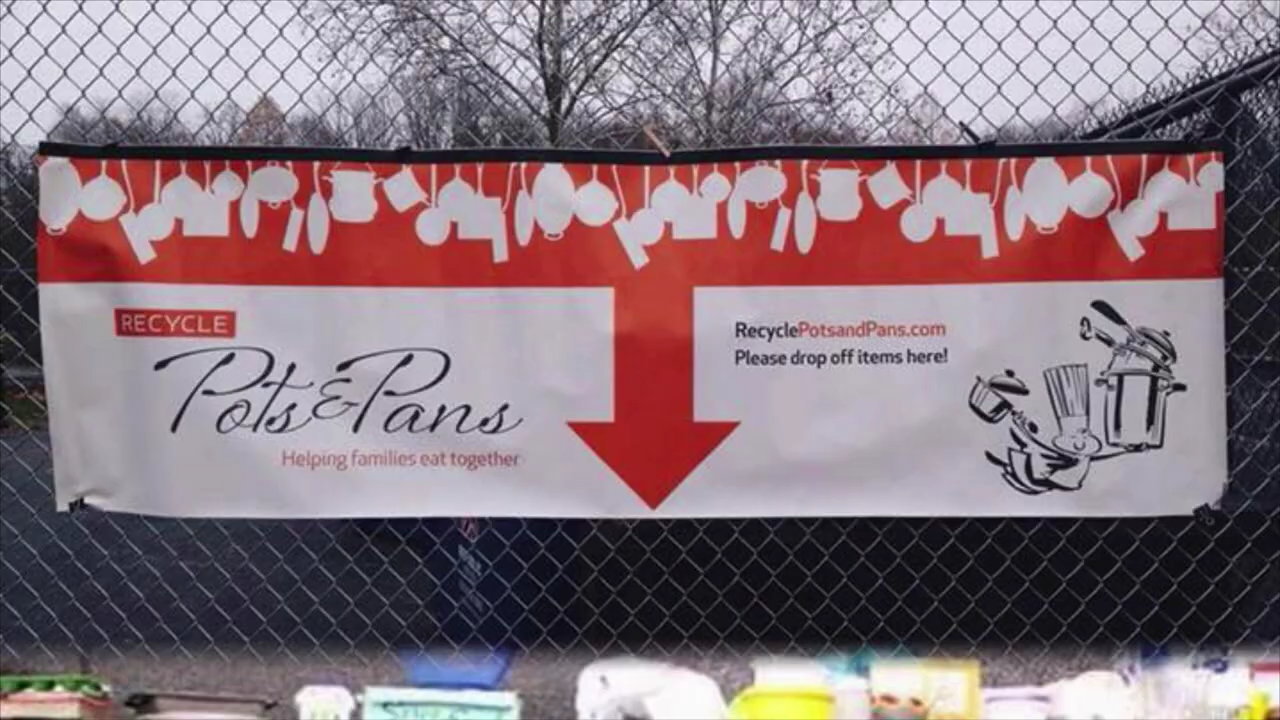 RECYCLE
Pots & Pans
Helping families eat together
RecyclePotsandPans.com
Please drop off items here!